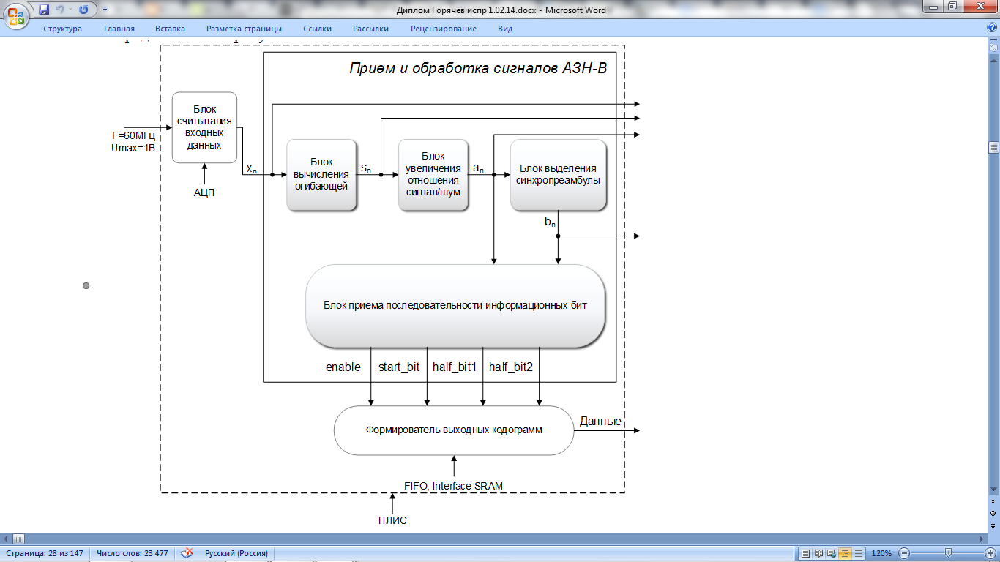 Диплом Горячев испр 1.02.14.docx - Microsoft Word
Структура
Главная
Вставка
Разметка страницы
Ссылки
Рассылки
Рецензирование
Вид
Прием и обработка сигналов АЗН-В
Блок
считывания
входных
данных
F=60МГц
Umax=1В
АЦП
xn
Блок
вычисления
огибающей
sn
Блок
увеличения
отношения
сигнал/шум
an
Блок выделения
синхропреамбулы
bn
Блок приема последовательности информационных бит
enable
start_bit
half_bit1
half_bit2
Формирователь выходных кодограмм
Данные
FIFO, Interface SRAM
ПЛИС
Страница: 28 из 147
Число слов: 23 477
Русский (Россия)
120%